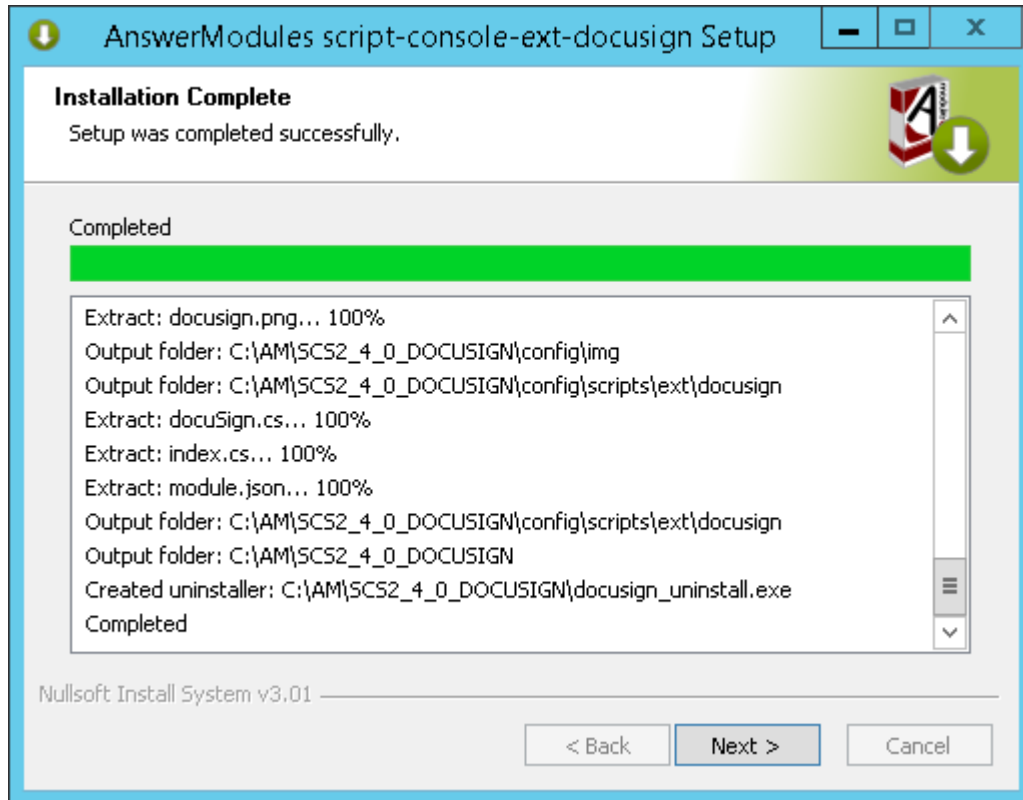 AnswerModules script-console-ext-docusign Setup
Installation Complete
Setup was completed successfully.
Completed
Extract: docusign.png... 100%
Output folder: C:\AM\SCS2_4_0_DOCUSIGN\config\img
Output folder: C:\AM\SCS2_4_0_DOCUSIGN\config\scripts\ext\docusign
Extract: docuSign.cs... 100%
Extract: index.cs... 100%
Extract: module.json... 100%
Output folder: C:\AM\SCS2_4_0_DOCUSIGN\config\scripts\ext\docusign
Output folder: C:\AM\SCS2_4_0_DOCUSIGN
Created uninstaller: C:\AM\SCS2_4_0_DOCUSIGN\docusign_uninstall.exe
Completed
Nullsoft Install System v3.01
< Back Next > Cancel